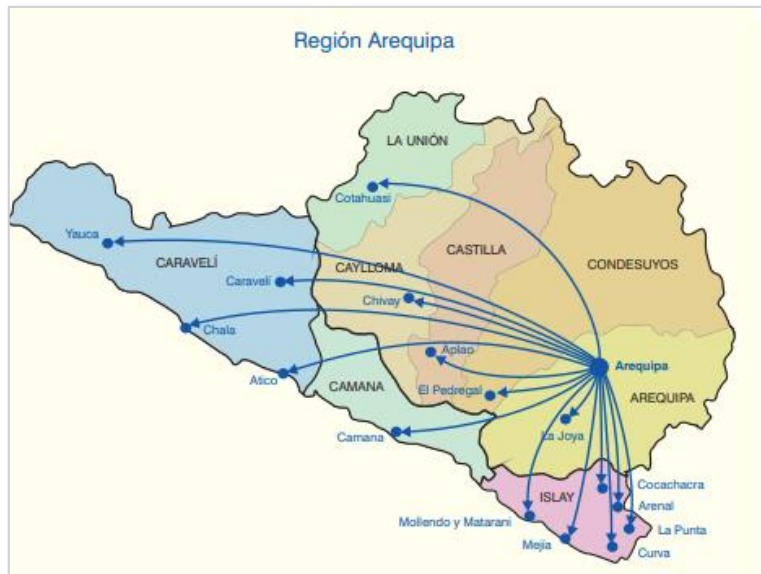 Región Arequipa
LA UNIÓN
Cotahuasi
Yauca
CARAVELÍ
CASTILLA
CAYLLOMA
CONDESUYOS
Caravelí
Chivay
Chala
Aplao
Arequipa
Atico
CAMANA
El Pedregal
AREQUIPA
Camana
La Joya
Cocachacra
ISLAY
Arenal
Mollendo y Matarani
La Punta
Mejía
Curva